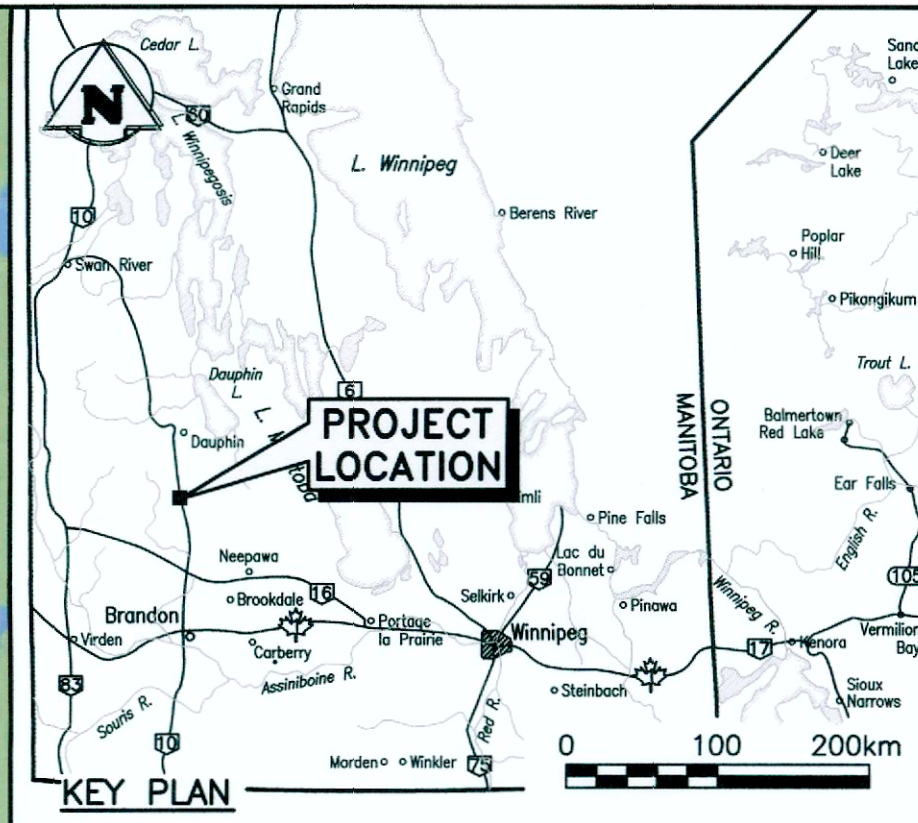 Cedar L.
Sand
Lake
N
Grand
Rapids
60
L. Winnipegosis
L. Winnipeg
Deer
Lake
10
Berens River
Poplar
Hill
Swan River
Pikangikum
Dauphin
L.
6
Trout L.
L. M
toba
PROJECT
LOCATION
MANITOBA
ONTARIO
Balmertown
Red Lake
Dauphin
Ear Falls
imli
Pine Falls
English R.
Neepawa
Lac du
Bonnet
59
105
16
Brookdale
Selkirk
Pinawa
Winnipeg R.
Brandon
Portage
la Prairie
Winnipeg
Vermilion
Bay
Virden
Carberry
17
Kenora
83
Assiniboine R.
Steinbach
Sioux
Narrows
Souris R.
Red R.
10
0 100 200km
Morden
Winkler
75
KEY PLAN